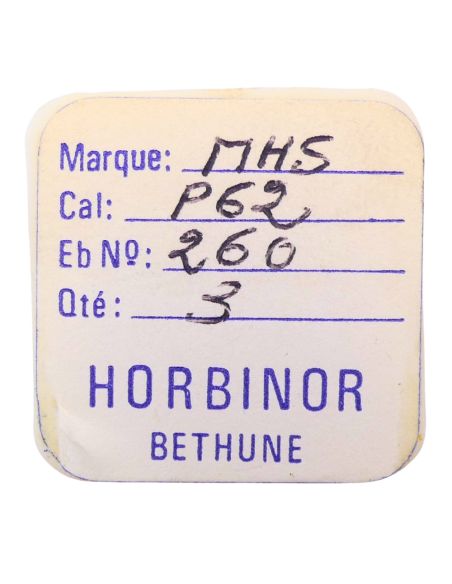 Marque: MHS
Cal: P62
Eb Nº: 260
Qté: 3
HORBINOR
BETHUNE